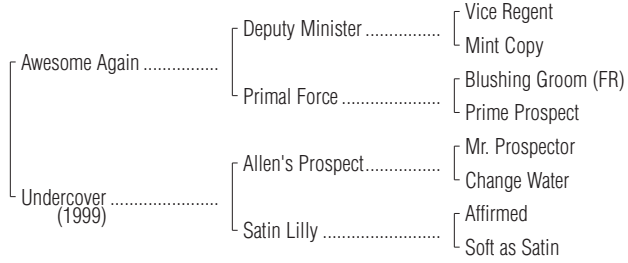 Vice Regent
Deputy Minister ..................
Mint Copy
Awesome Again ...............
Blushing Groom (FR)
Primal Force ......................
Prime Prospect
Mr. Prospector
Allen's Prospect.................
Change Water
Undercover ......................
(1999)
Affirmed
Satin Lilly ..........................
Soft as Satin